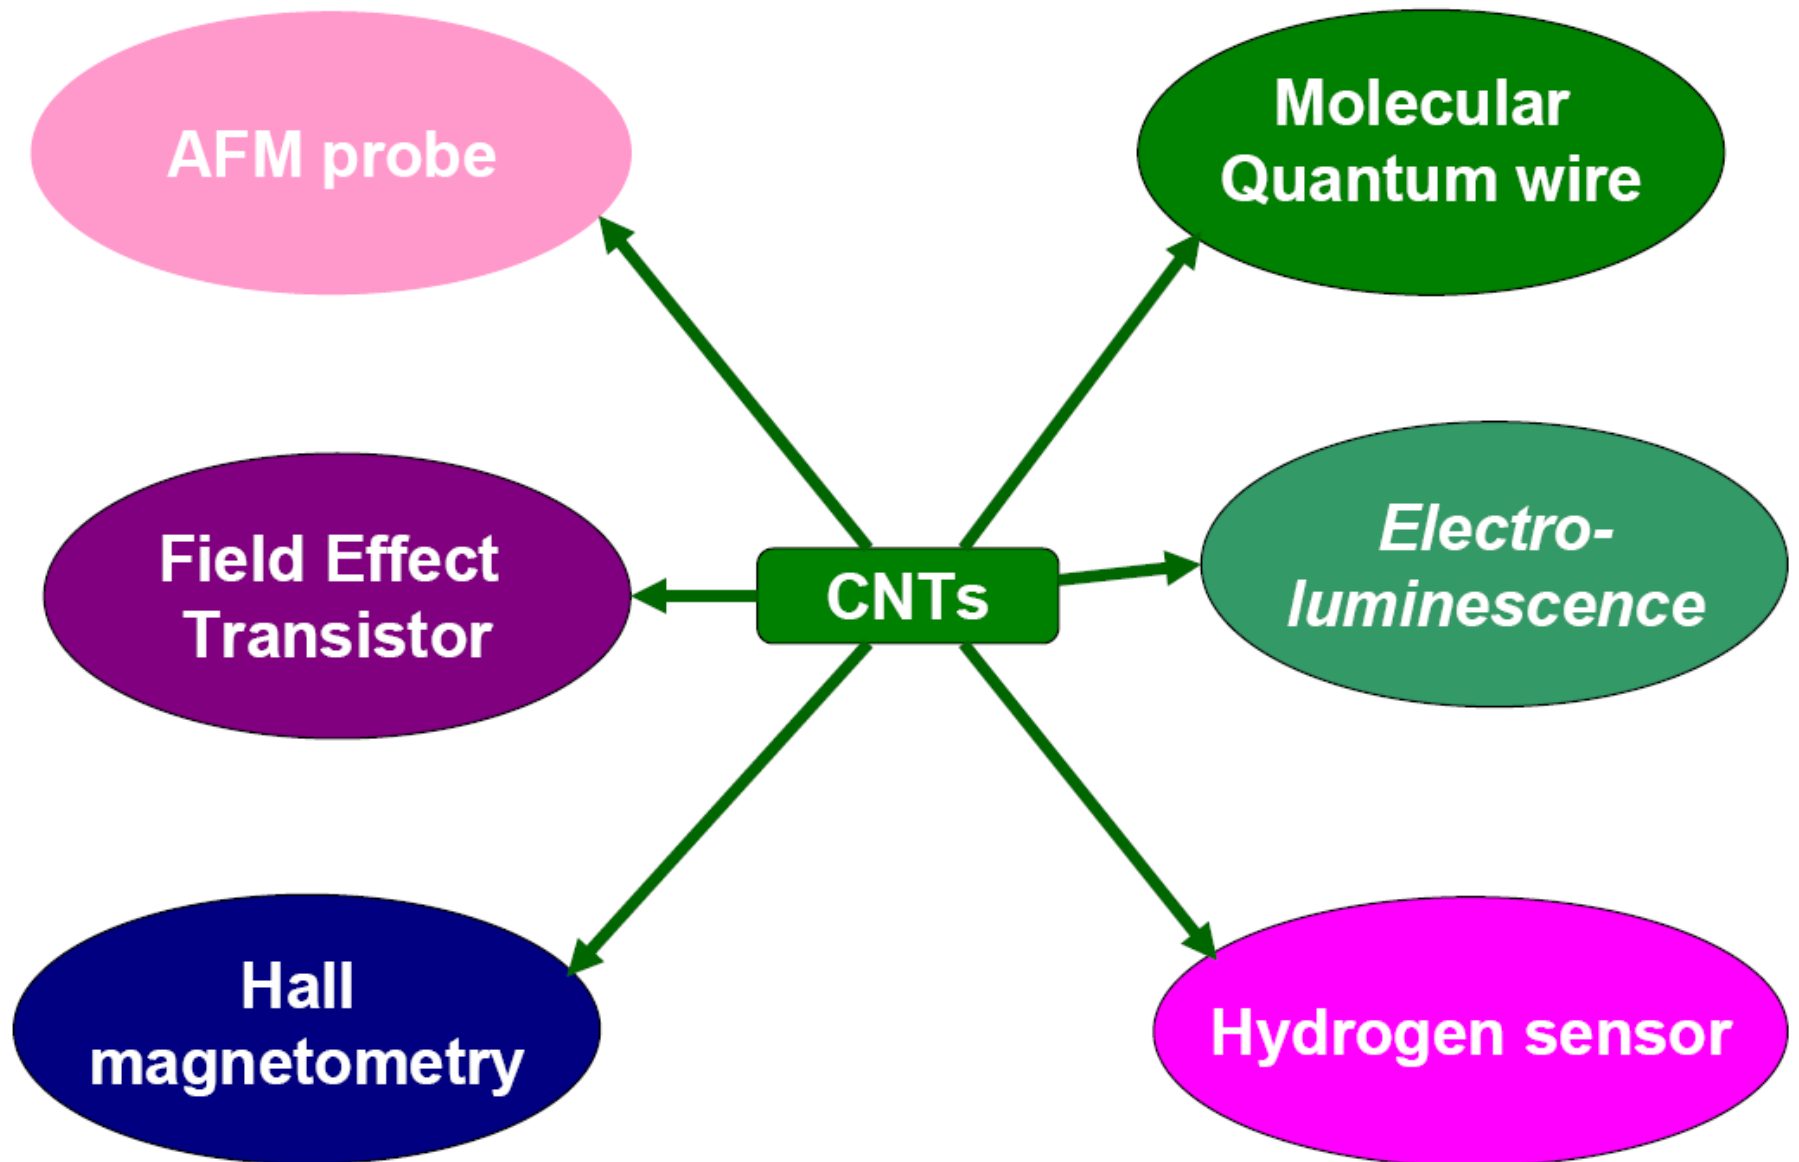 AFM probe
Molecular
Quantum wire
Field Effect
Transistor
CNTs
Electro-
luminescence
Hall
magnetometry
Hydrogen sensor